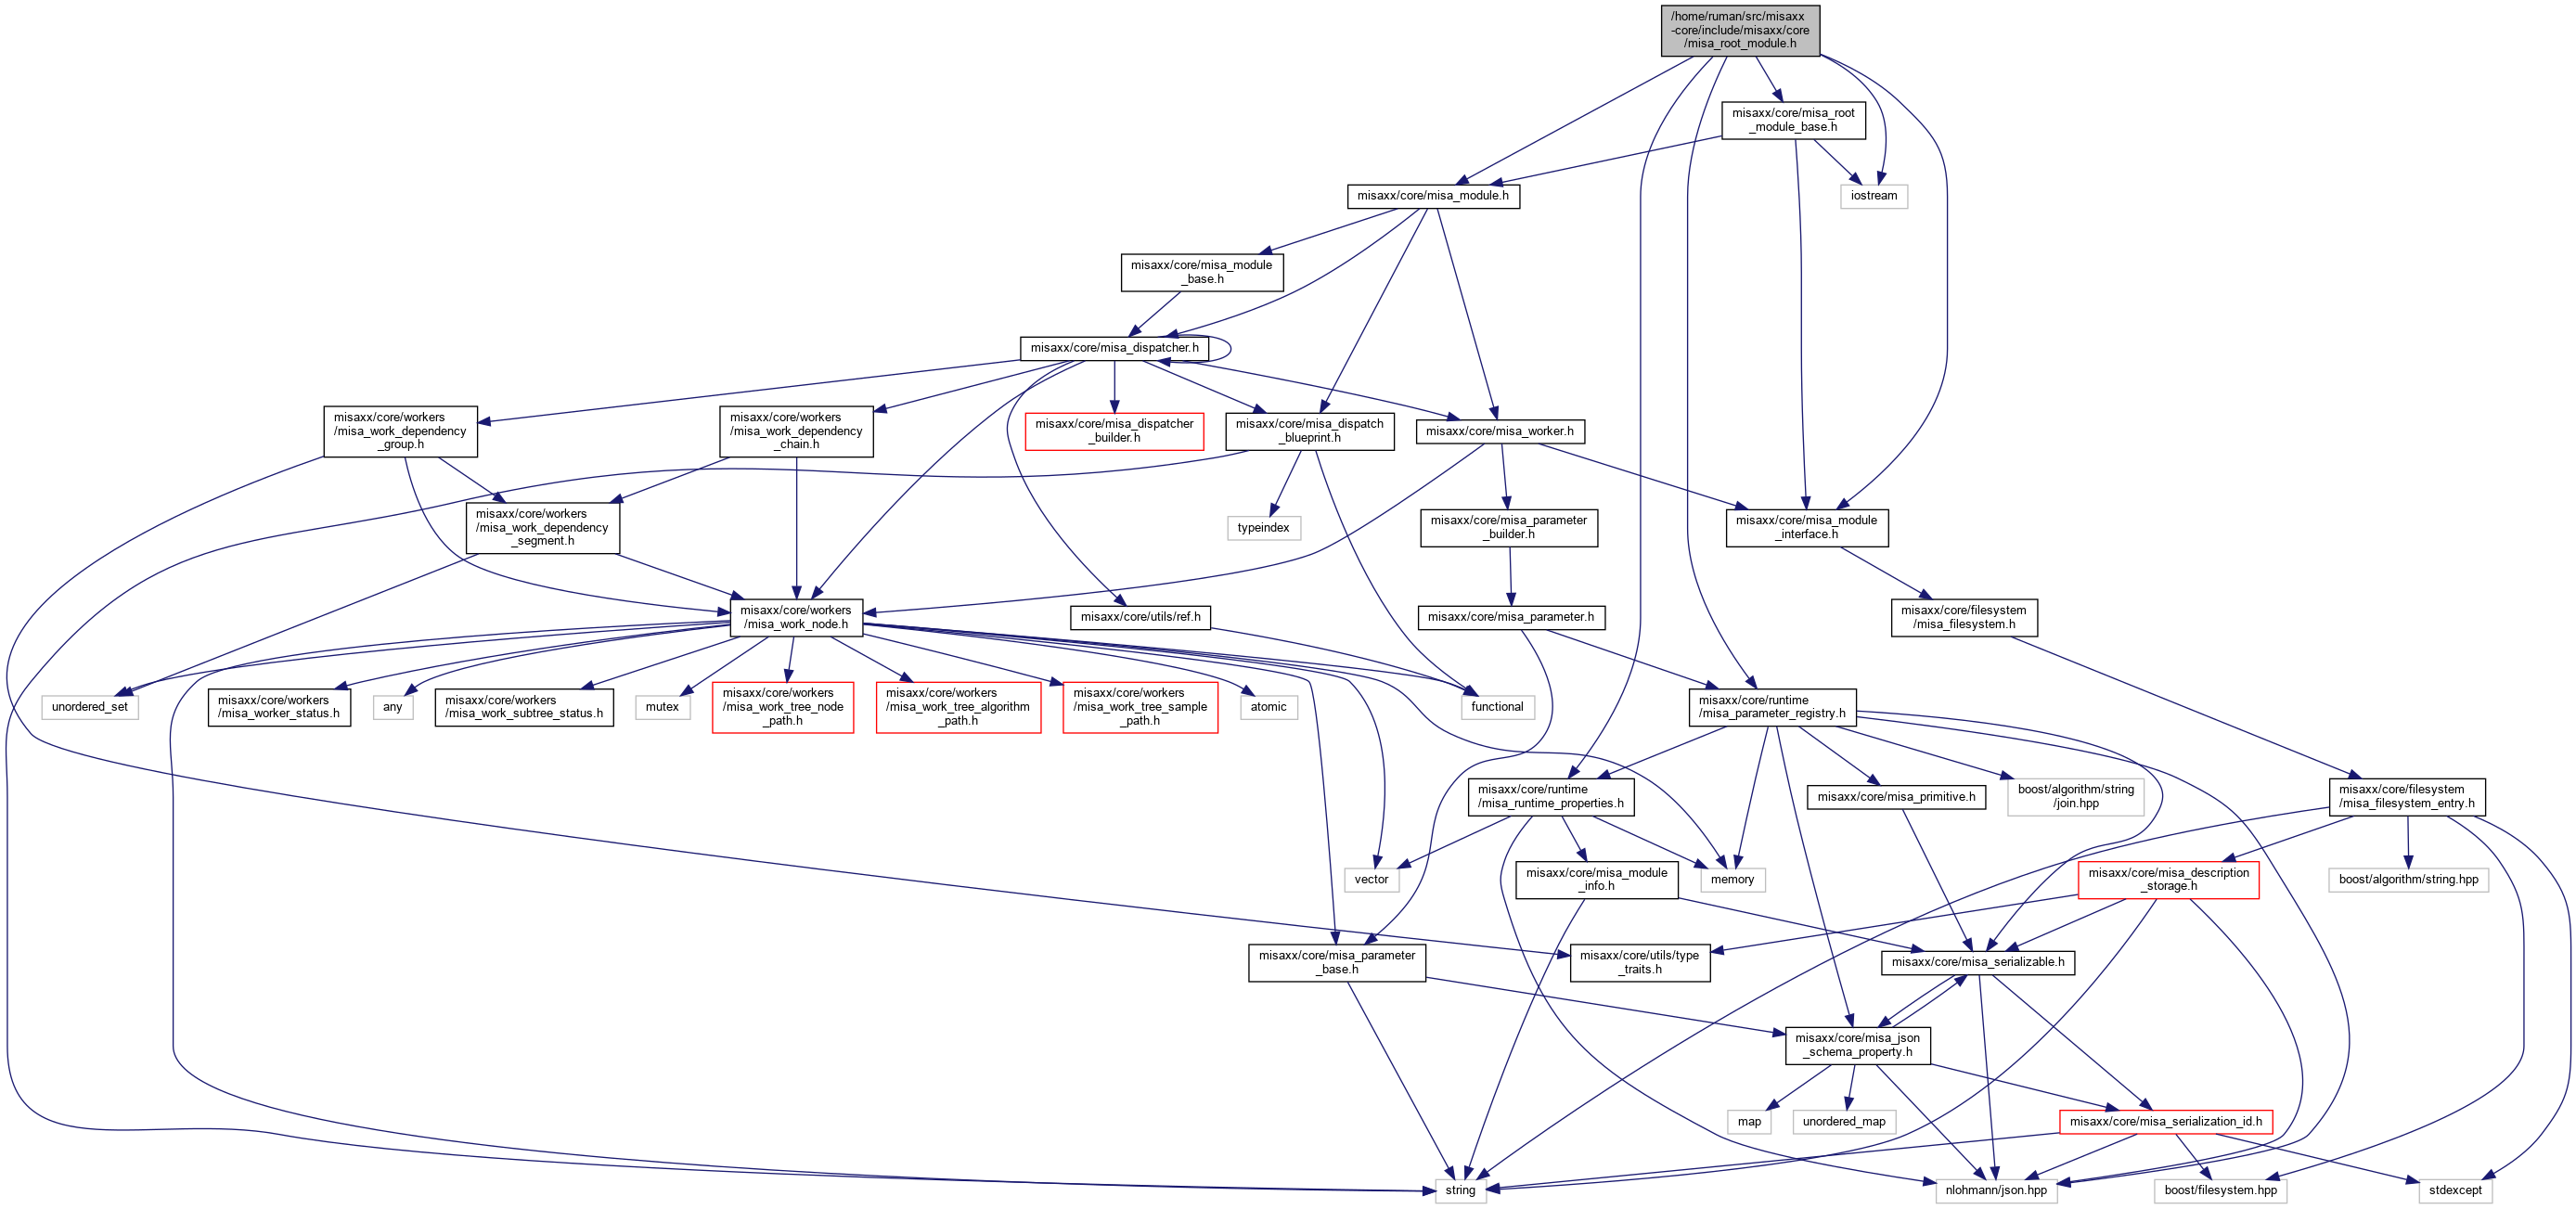 /home/ruman/src/misaxx
-core/include/misaxx/core
/misa_root_module.h
misaxx/core/misa_root
_module_base.h
misaxx/core/misa_module.h
iostream
misaxx/core/misa_module
_base.h
misaxx/core/misa_dispatcher.h
misaxx/core/workers
/misa_work_dependency
_group.h
misaxx/core/workers
/misa_work_dependency
_chain.h
misaxx/core/misa_dispatcher
_builder.h
misaxx/core/misa_dispatch
_blueprint.h
misaxx/core/misa_worker.h
misaxx/core/workers
/misa_work_dependency
_segment.h
typeindex
misaxx/core/misa_parameter
_builder.h
misaxx/core/misa_module
_interface.h
misaxx/core/workers
/misa_work_node.h
misaxx/core/utils/ref.h
misaxx/core/misa_parameter.h
misaxx/core/filesystem
/misa_filesystem.h
unordered_set
misaxx/core/workers
/misa_worker_status.h
any
misaxx/core/workers
/misa_work_subtree_status.h
mutex
misaxx/core/workers
/misa_work_tree_node
_path.h
misaxx/core/workers
/misa_work_tree_algorithm
_path.h
misaxx/core/workers
/misa_work_tree_sample
_path.h
atomic
functional
misaxx/core/runtime
/misa_parameter_registry.h
misaxx/core/runtime
/misa_runtime_properties.h
misaxx/core/misa_primitive.h
boost/algorithm/string
/join.hpp
misaxx/core/filesystem
/misa_filesystem_entry.h
vector
misaxx/core/misa_module
_info.h
memory
misaxx/core/misa_description
_storage.h
boost/algorithm/string.hpp
misaxx/core/misa_parameter
_base.h
misaxx/core/utils/type
_traits.h
misaxx/core/misa_serializable.h
misaxx/core/misa_json
_schema_property.h
map
unordered_map
misaxx/core/misa_serialization_id.h
string
nlohmann/json.hpp
boost/filesystem.hpp
stdexcept